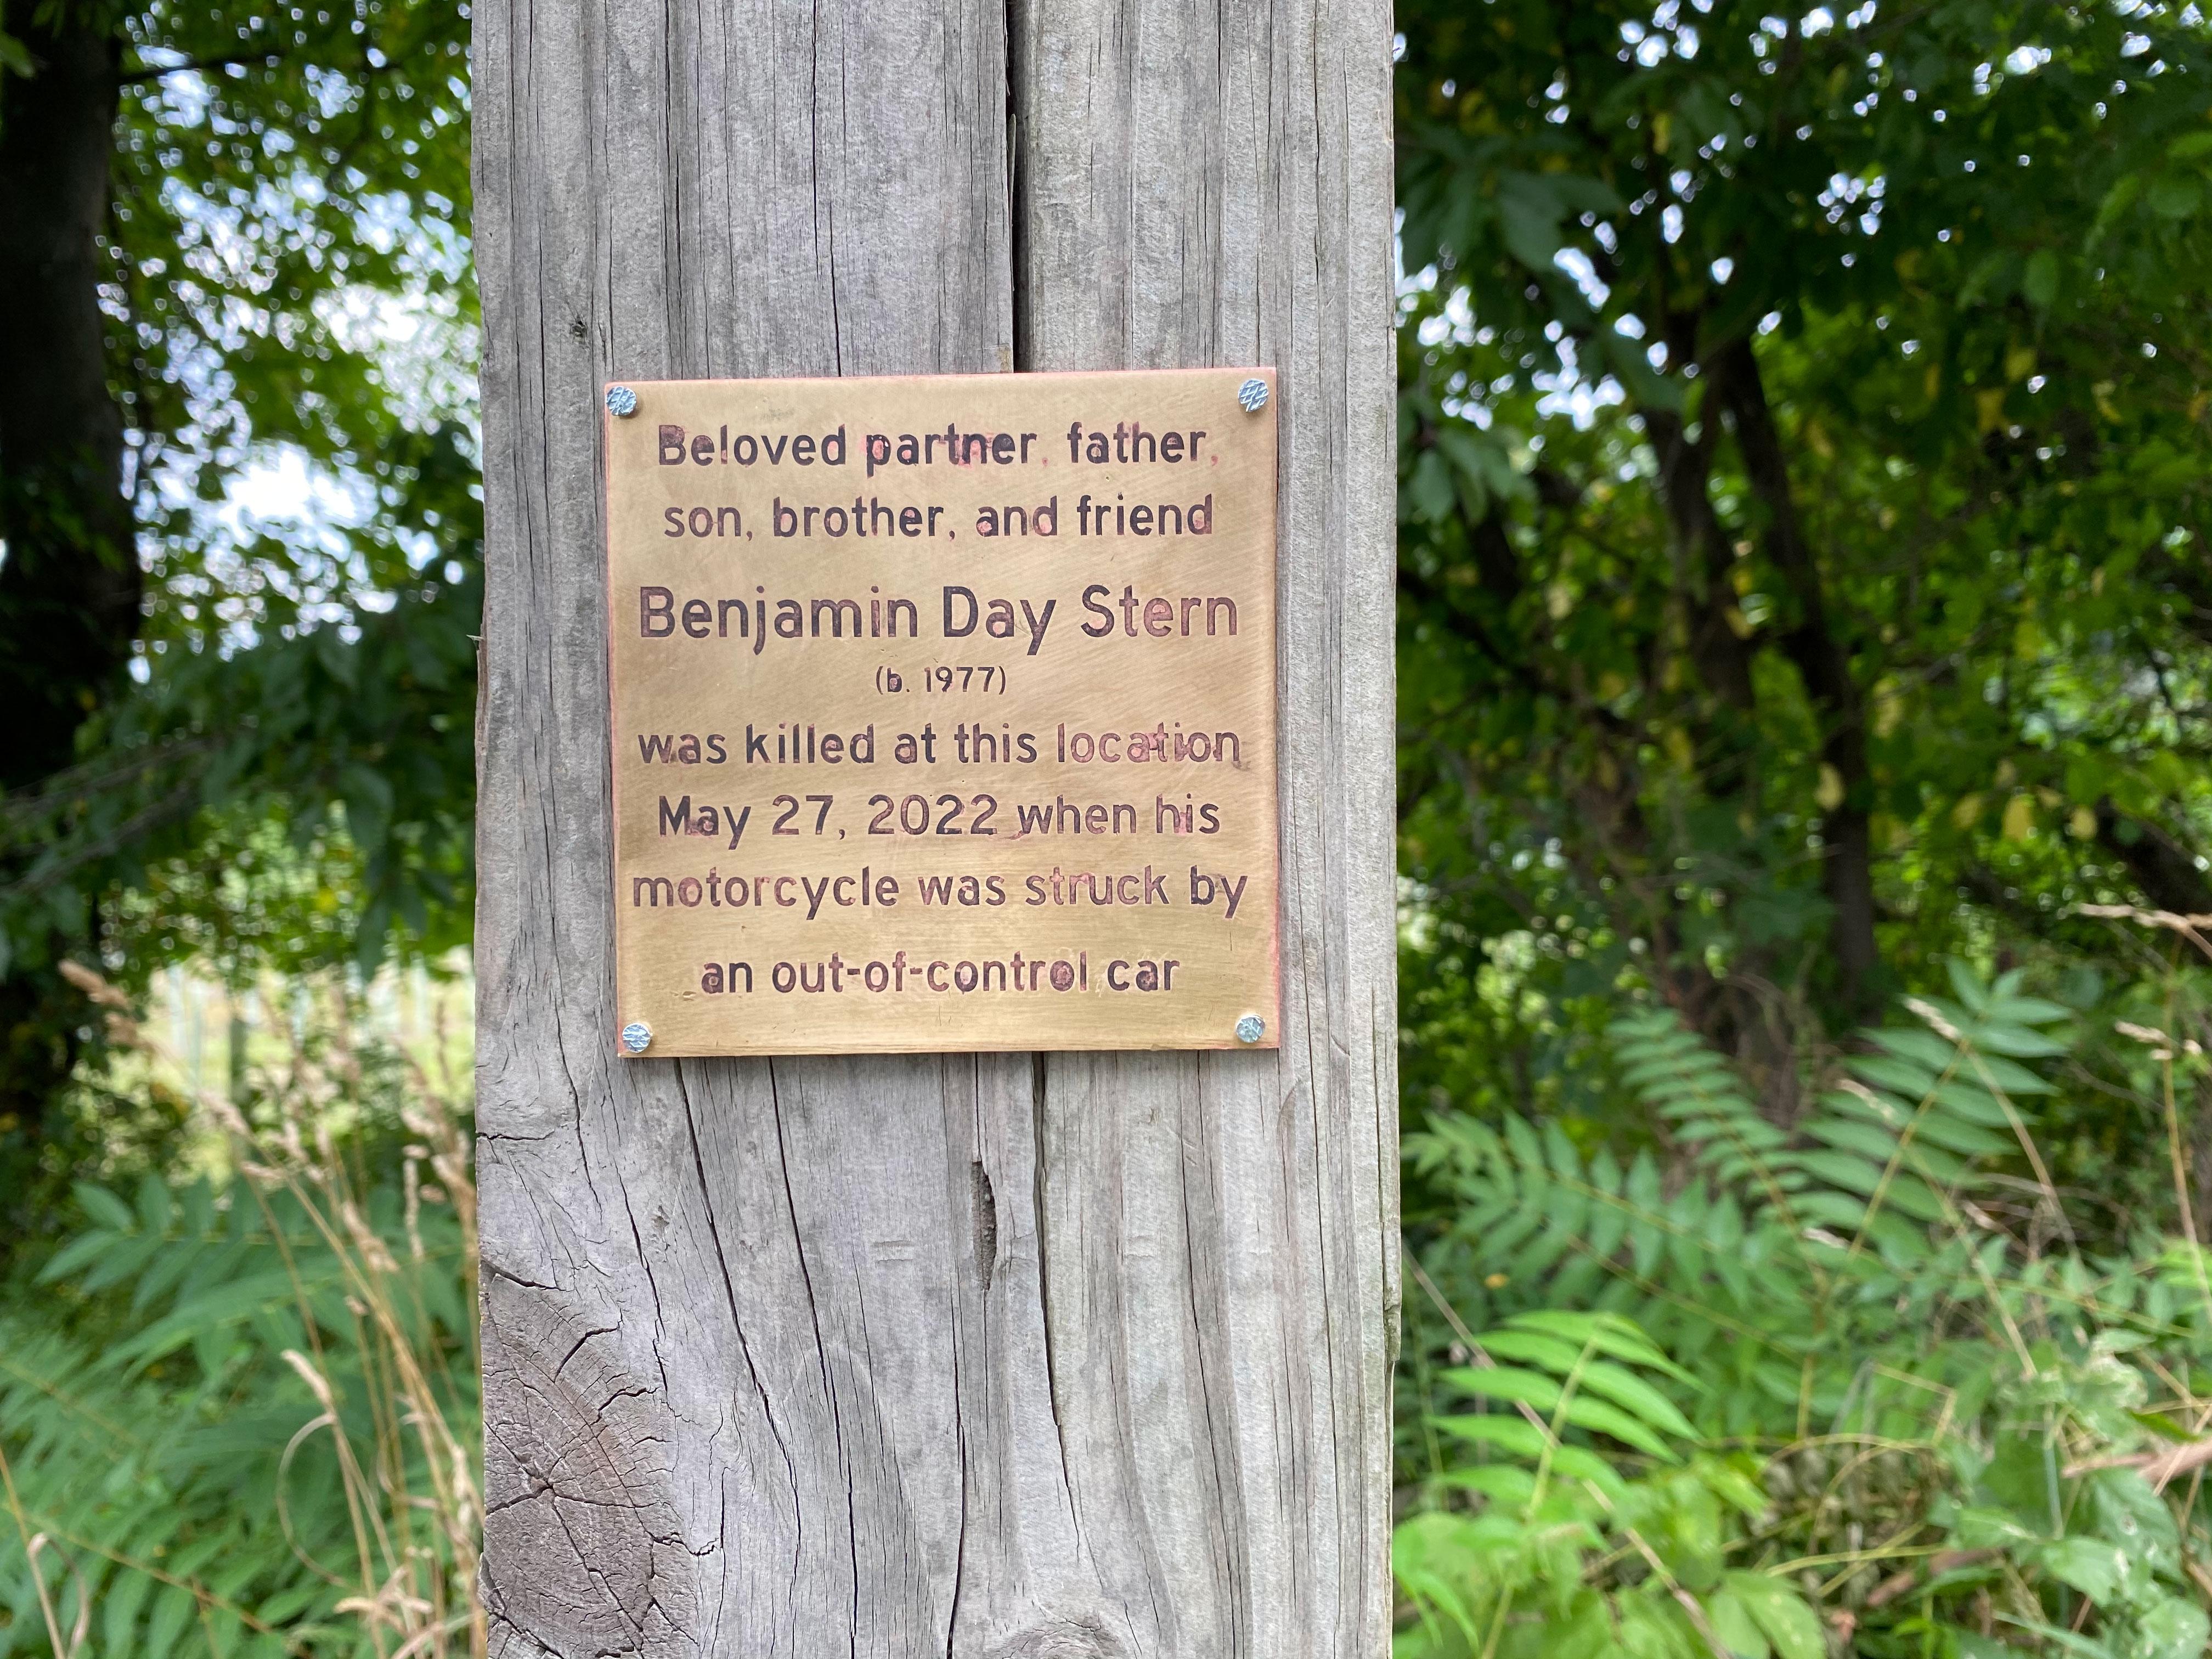 Beloved partner, father,
son, brother, and friend
Benjamin Day Stern
(b. 1977)
was killed at this location
May 27, 2022 when his
motorcycle was struck by
an out-of-control car